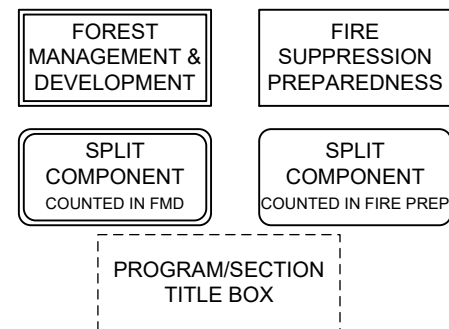 FOREST
MANAGEMENT &
DEVELOPMENT
FIRE
SUPPRESSION
PREPAREDNESS
SPLIT
COMPONENT
COUNTED IN FMD
SPLIT
COMPONENT
COUNTED IN FIRE PREP
PROGRAM/SECTION
TITLE BOX